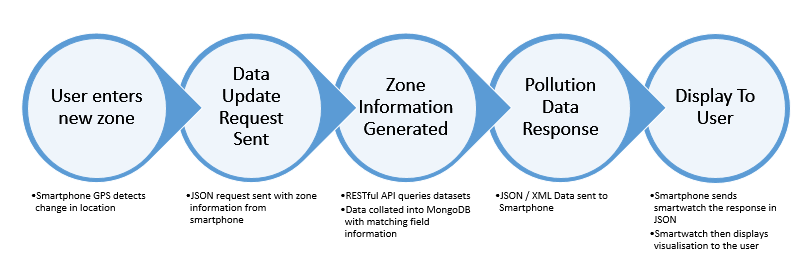 User enters
new zone
Data
Update
Request
Sent
Zone
Information
Generated
Pollution
Data
Response
Display To
User
•Smartphone GPS detects
change in location
•JSON request sent with zone
information from
smartphone
•RESTful API queries datasets
•Data collated into MongoDB
with matching field
information
•JSON / XML Data sent to
Smartphone
•Smartphone sends
smartwatch the response in
JSON
•Smartwatch then displays
visualisation to the user